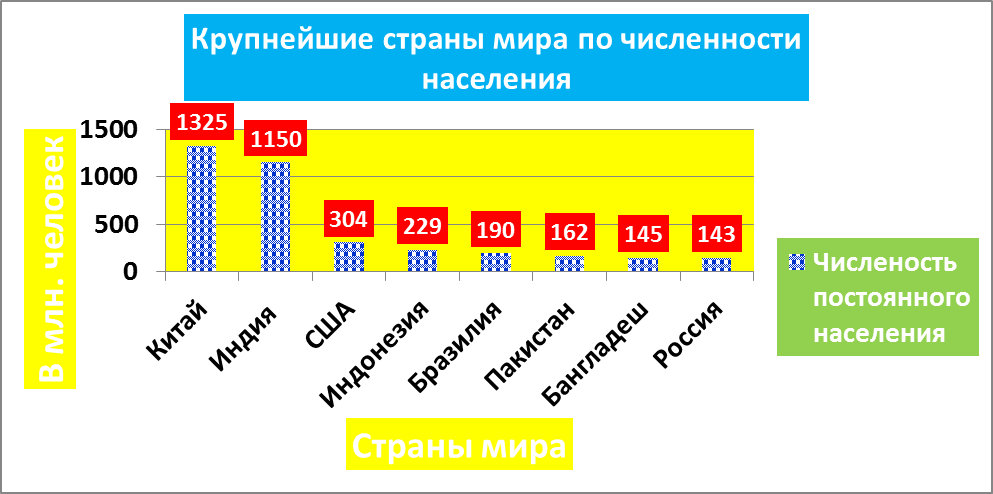 Крупнейшие страны мира по численности
населения
В млн. человек
1500
1000
500
0
1325
1150
304
229
190
162
145
143
Китай
Индия
США
Индонезия
Бразилия
Пакистан
Бангладеш
Россия
Страны мира
Численость
постоянного
населения